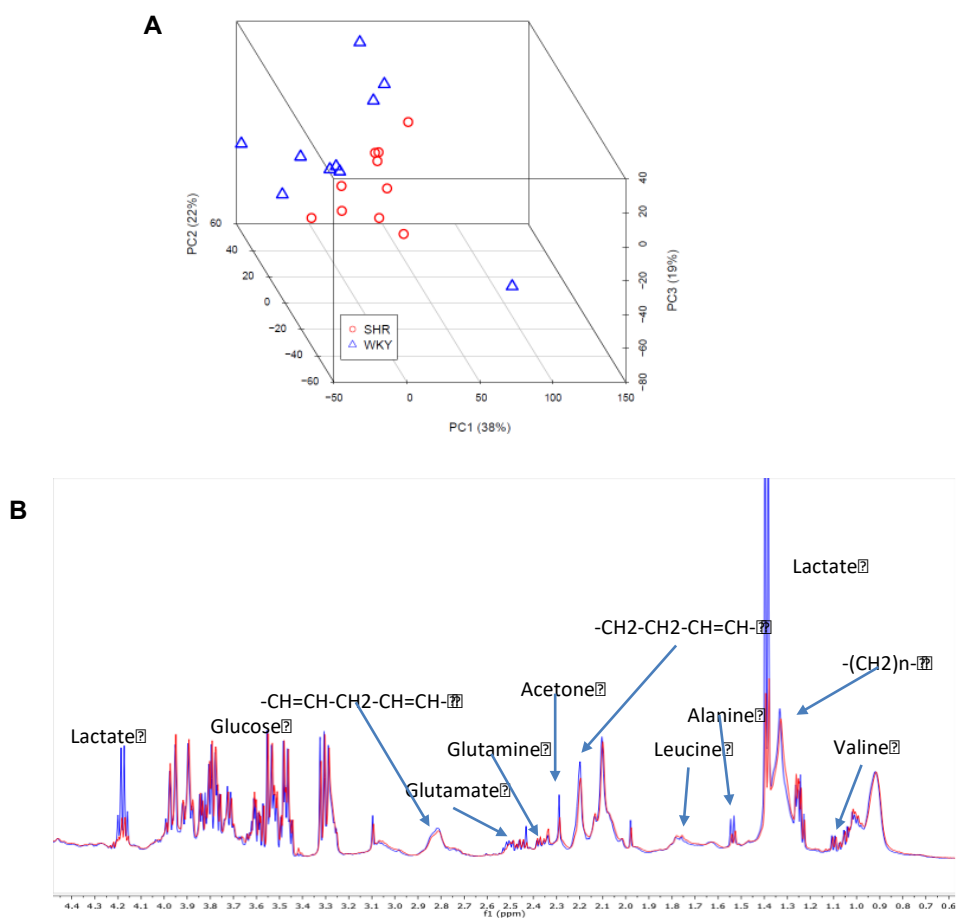 A
PC2 (22%)
60
40
20
0
−20
−40
−60
SHR
WKY
40
20
0
−20
−40
−60
−80
PC3 (19%)
−50
0
50
100
150
PC1 (38%)
B
Lactate
-CH2-CH2-CH=CH-
-(CH2)n-
-CH=CH-CH2-CH=CH-
Acetone
Alanine
Lactate
Glucose
Glutamine
Leucine
Valine
Glutamate
4.4 4.3 4.2 4.1 4.0 3.9 3.8 3.7 3.6 3.5 3.4 3.3 3.2 3.1 3.0 2.9 2.8 2.7 2.6 2.5 2.4 2.3 2.2 2.1 2.0 1.9 1.8 1.7 1.6 1.5 1.4 1.3 1.2 1.1 1.0 0.9 0.8 0.7 0.6
f1 (ppm)